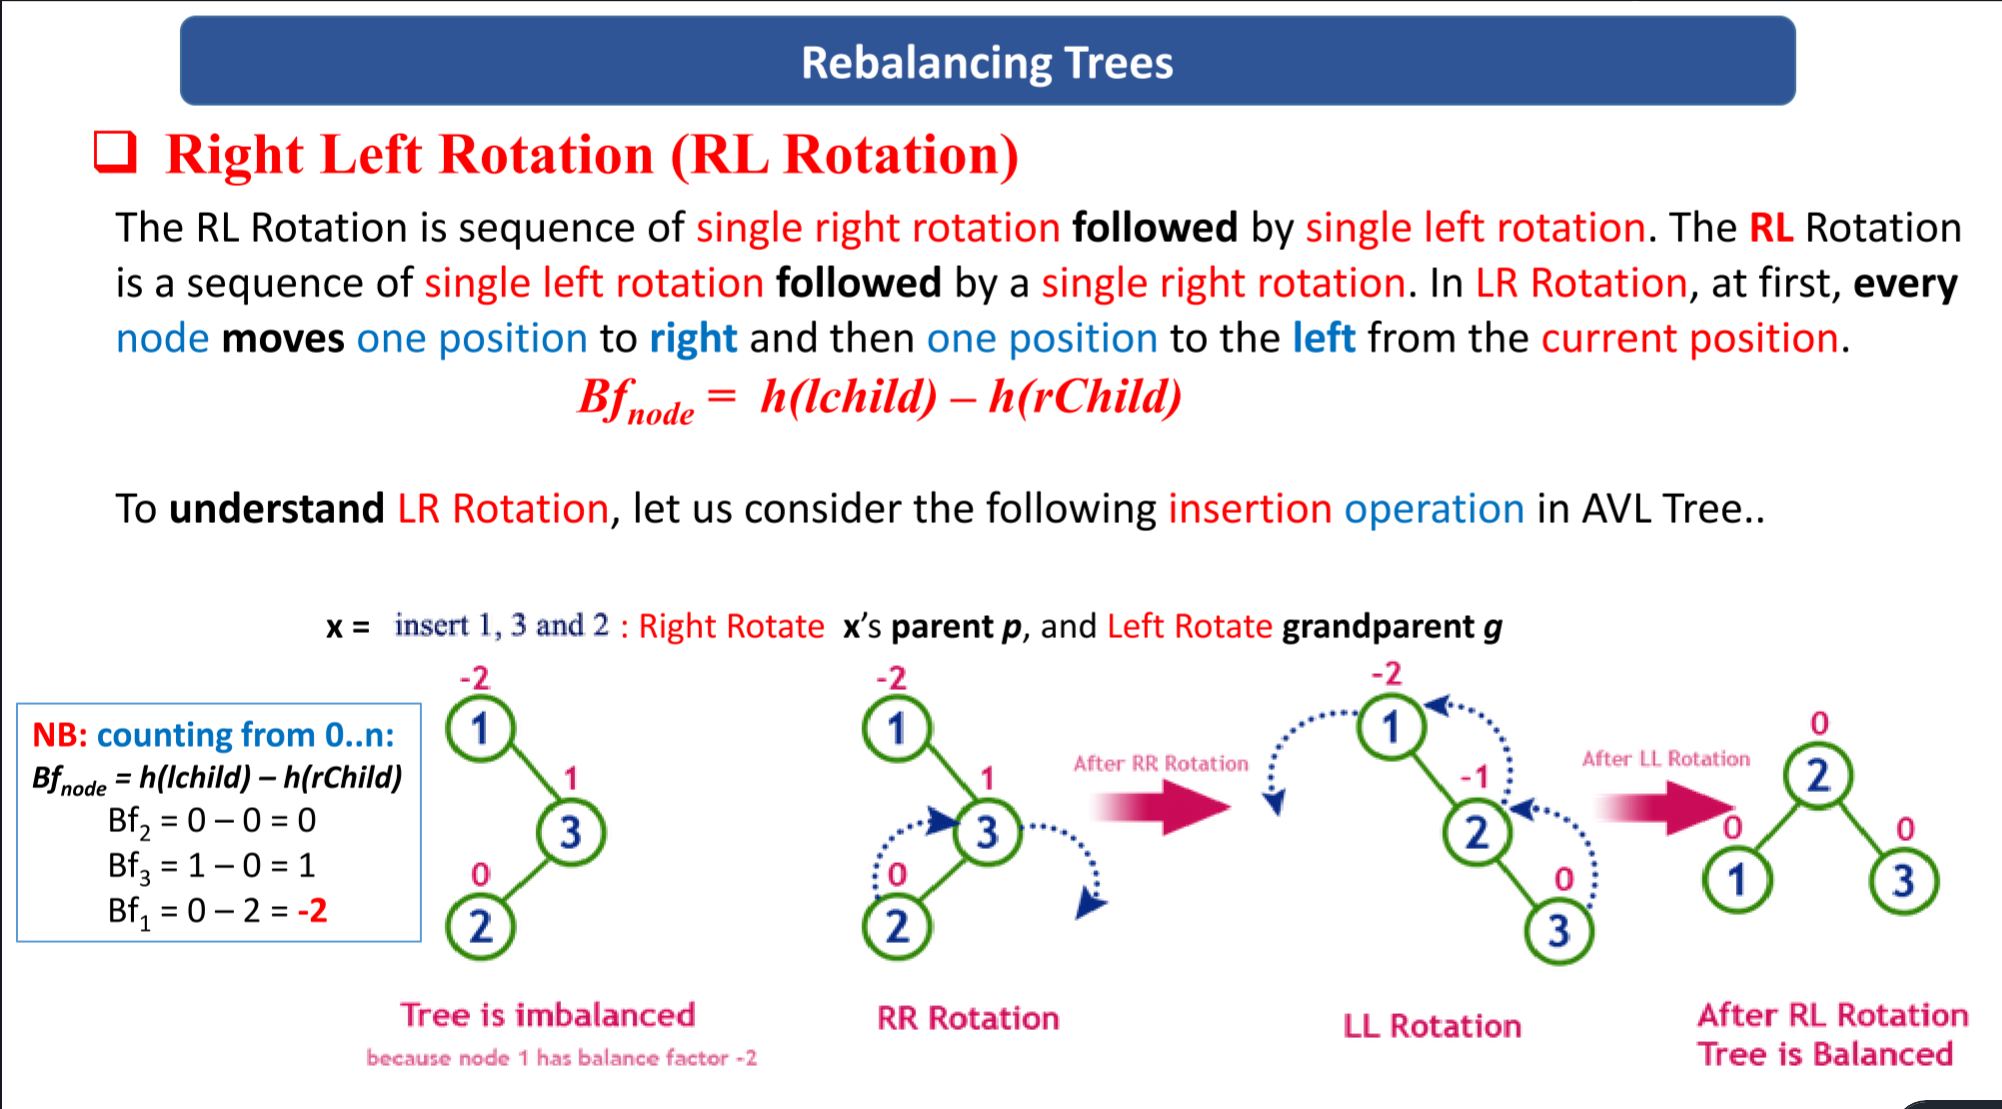 Rebalancing Trees
❑ Right Left Rotation (RL Rotation)
The RL Rotation is sequence of single right rotation followed by single left rotation. The RL Rotation
is a sequence of single left rotation followed by a single right rotation. In LR Rotation, at first, every
node moves one position to right and then one position to the left from the current position.
Bfnode = h(lchild) – h(rChild)
To understand LR Rotation, let us consider the following insertion operation in AVL Tree..
x = insert 1, 3 and 2 : Right Rotate x's parent p, and Left Rotate grandparent g
NB: counting from 0..n:
Bfnode = h(lchild) – h(rChild)
Bf2 = 0 – 0 = 0
Bf3 = 1 – 0 = 1
Bf1 = 0 – 2 = -2
-2
1
1
3
0
2
Tree is imbalanced
because node 1 has balance factor -2
-2
1
1
3
0
2
RR Rotation
After RR Rotation
-2
1
-1
2
0
3
LL Rotation
After LL Rotation
0
2
0
1
0
3
After RL Rotation
Tree is Balanced